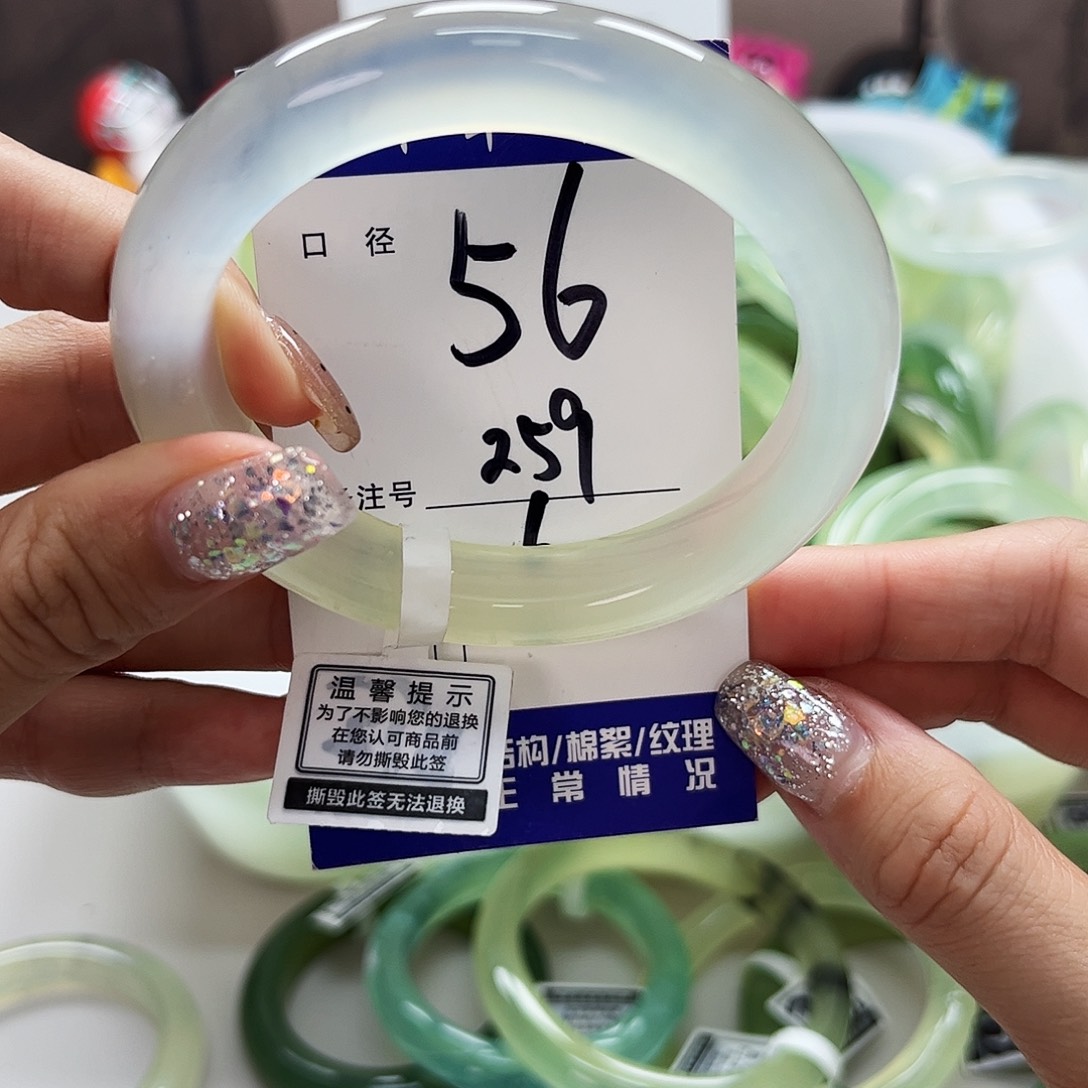 口 径 56
259
注号
温馨提示
为了不影响您的退换
在您认可商品前
请勿撕毁此签
撕毁此签无法退换
结构/棉絮/纹理
正常情况